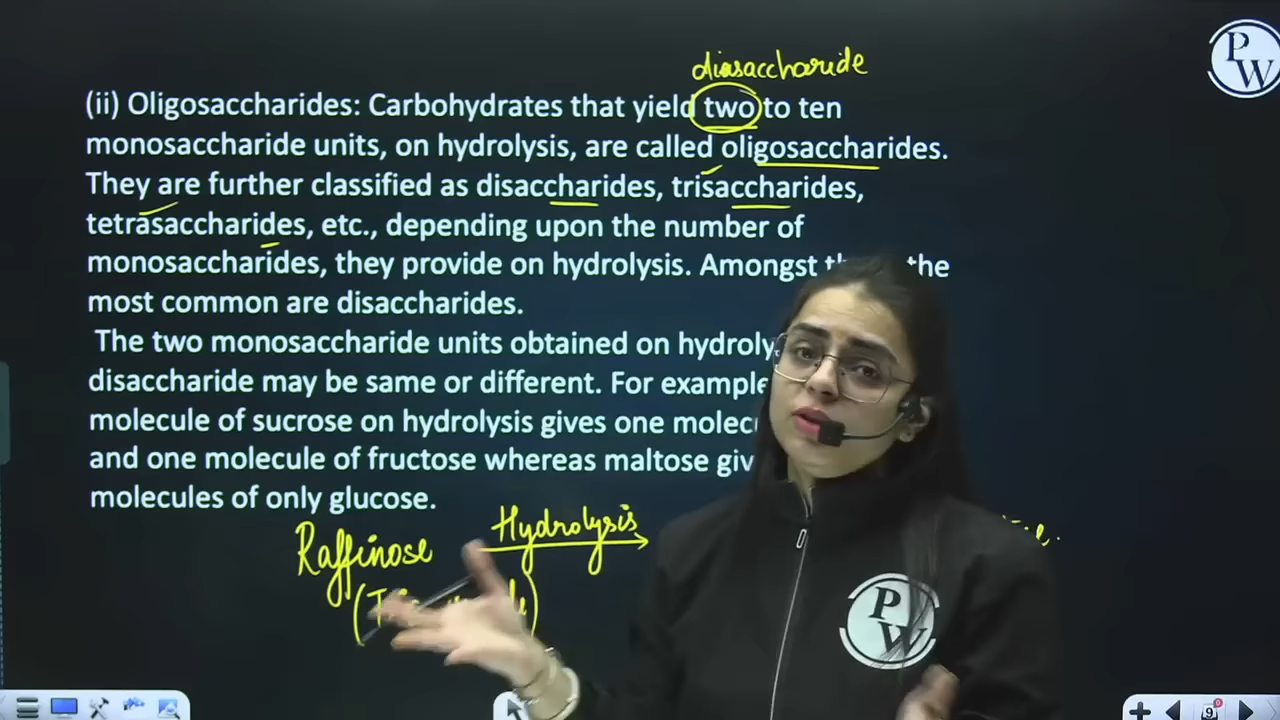 PW
disaccharide
(ii) Oligosaccharides: Carbohydrates that yield two to ten
monosaccharide units, on hydrolysis, are called oligosaccharides.
They are further classified as disaccharides, trisaccharides,
tetrasaccharides, etc., depending upon the number of
monosaccharides, they provide on hydrolysis. Amongst the
most common are disaccharides.
The two monosaccharide units obtained on
disaccharide may be same or different. For example
molecule of sucrose on hydrolysis gives one
and one molecule of fructose whereas maltose
molecules of only glucose.
Hydrolysis
Raffinose
PW
9